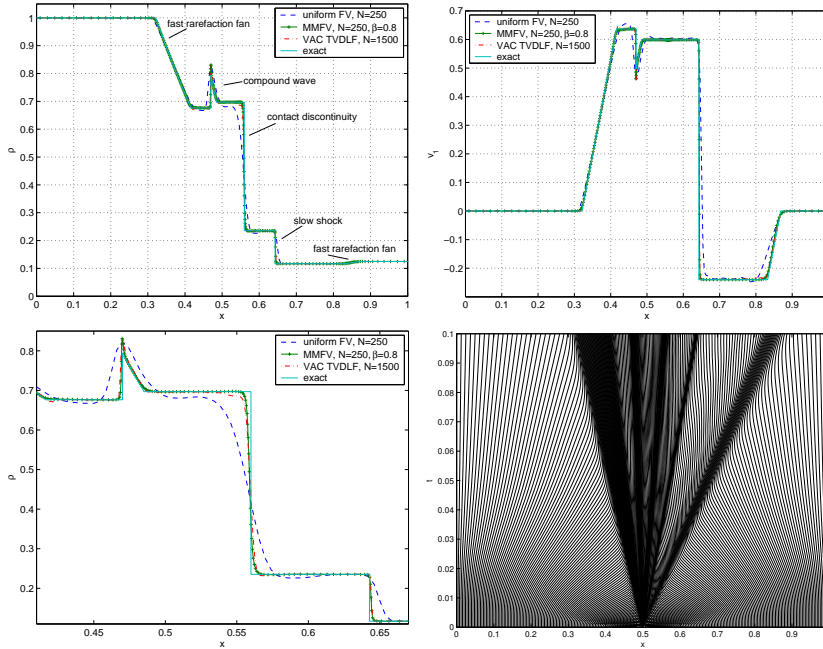 fast rarefaction fan
uniform FV, N=250
MMFV, N=250, β=0.8
VAC TVDLF, N=1500
exact
compound wave
contact discontinuity
slow shock
fast rarefaction fan
1
0.9
0.8
0.7
0.6
0.5
0.4
0.3
0.2
0.1
0
ρ
0 0.1 0.2 0.3 0.4 0.5 0.6 0.7 0.8 0.9 1
x
uniform FV, N=250
MMFV, N=250, β=0.8
VAC TVDLF, N=1500
exact
0.7
0.6
0.5
0.4
0.3
0.2
0.1
0
−0.1
−0.2
v1
0 0.1 0.2 0.3 0.4 0.5 0.6 0.7 0.8 0.9
x
uniform FV, N=250
MMFV, N=250, β=0.8
VAC TVDLF, N=1500
exact
0.8
0.7
0.6
0.5
0.4
0.3
0.2
ρ
0.45 0.5 0.55 0.6 0.65
x
0.1
0.09
0.08
0.07
0.06
0.05
0.04
0.03
0.02
0.01
0
t
0 0.1 0.2 0.3 0.4 0.5 0.6 0.7 0.8 0.9
x